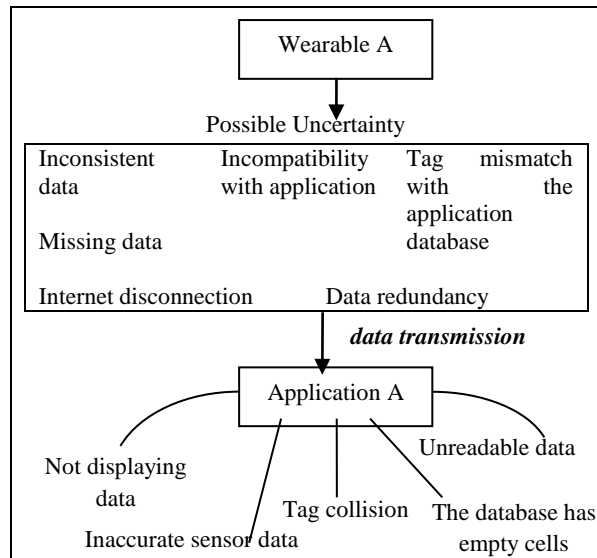 Wearable A
Possible Uncertainty
Inconsistent
data
Incompatibility
with application
Tag mismatch
with the
application
database
Missing data
Internet disconnection
Data redundancy
data transmission
Application A
Not displaying
data
Inaccurate sensor data
Tag collision
The database has
empty cells
Unreadable data